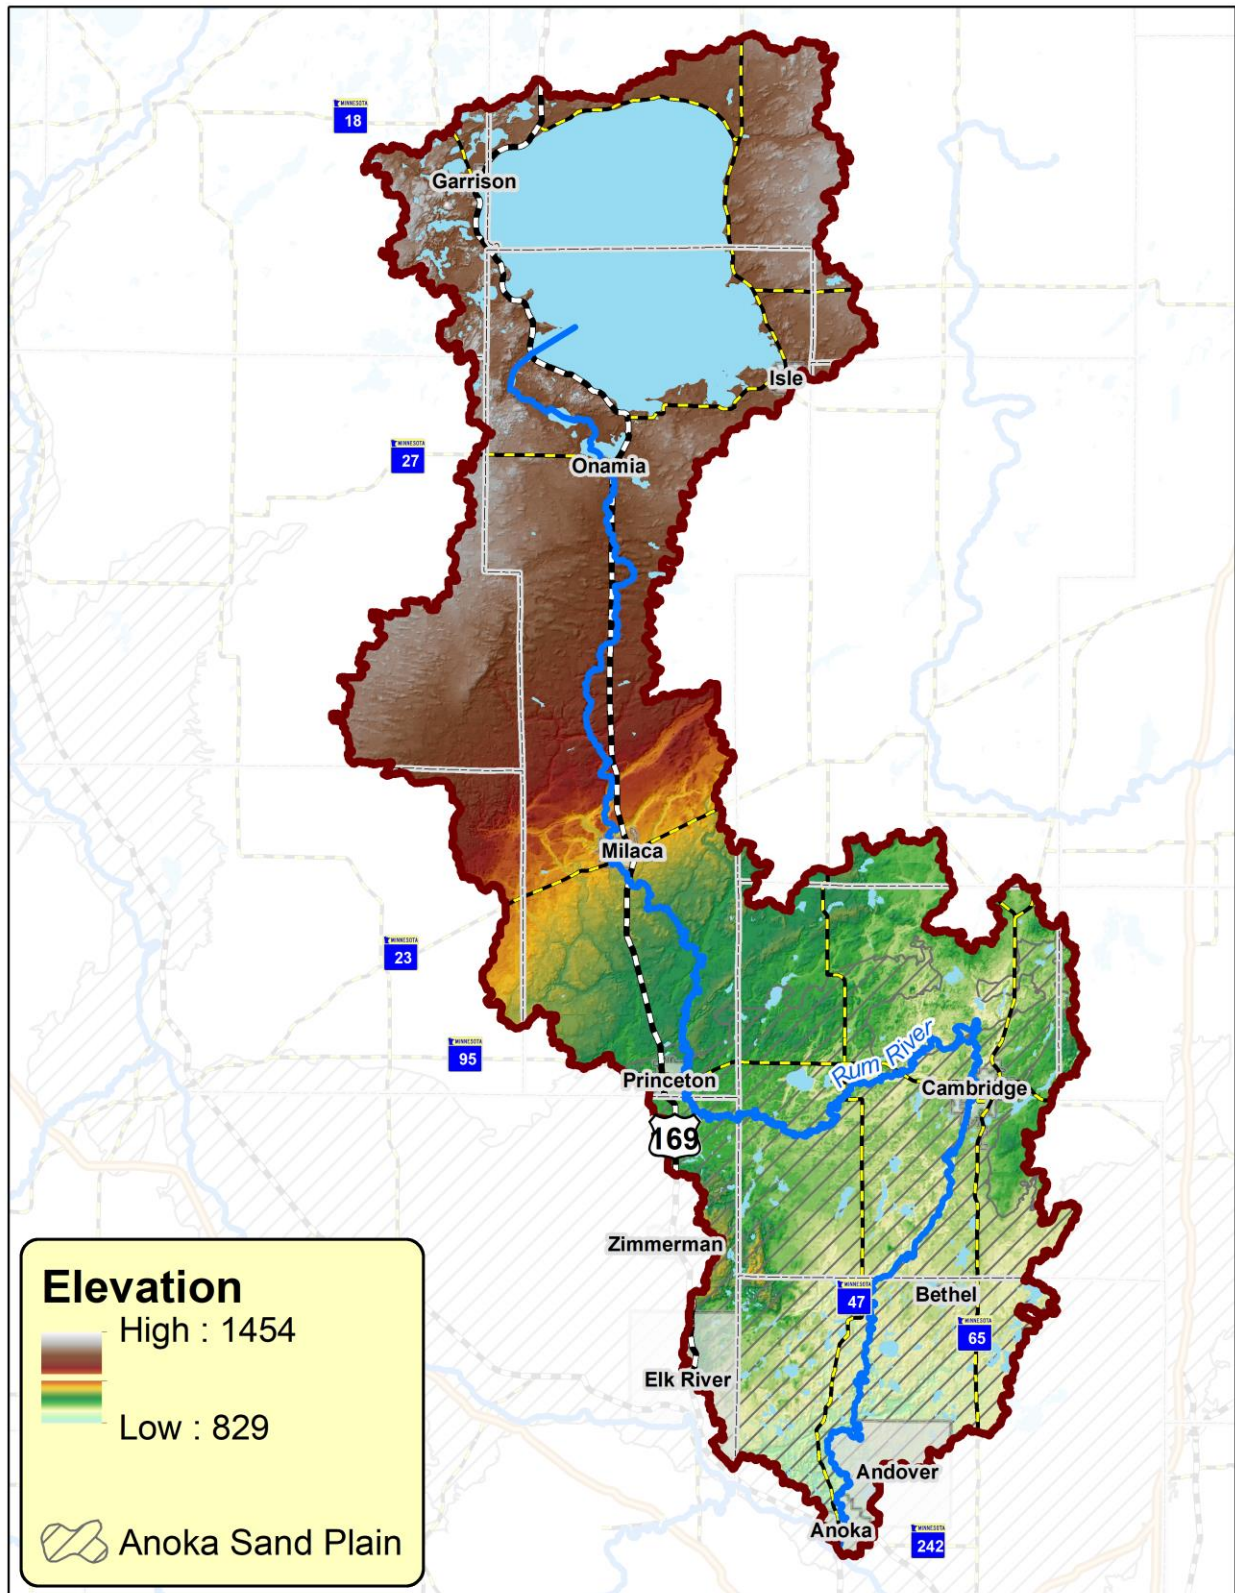 MINNESOTA
18
Garrison
Isle
MINNESOTA
27
Onamia
Milaca
MINNESOTA
23
MINNESOTA
95
Rum River
Princeton
Cambridge
169
Zimmerman
MINNESOTA
47
Bethel
MINNESOTA
65
Elk River
Andover
Anoka
MINNESOTA
242
Elevation
High : 1454
Low : 829
Anoka Sand Plain